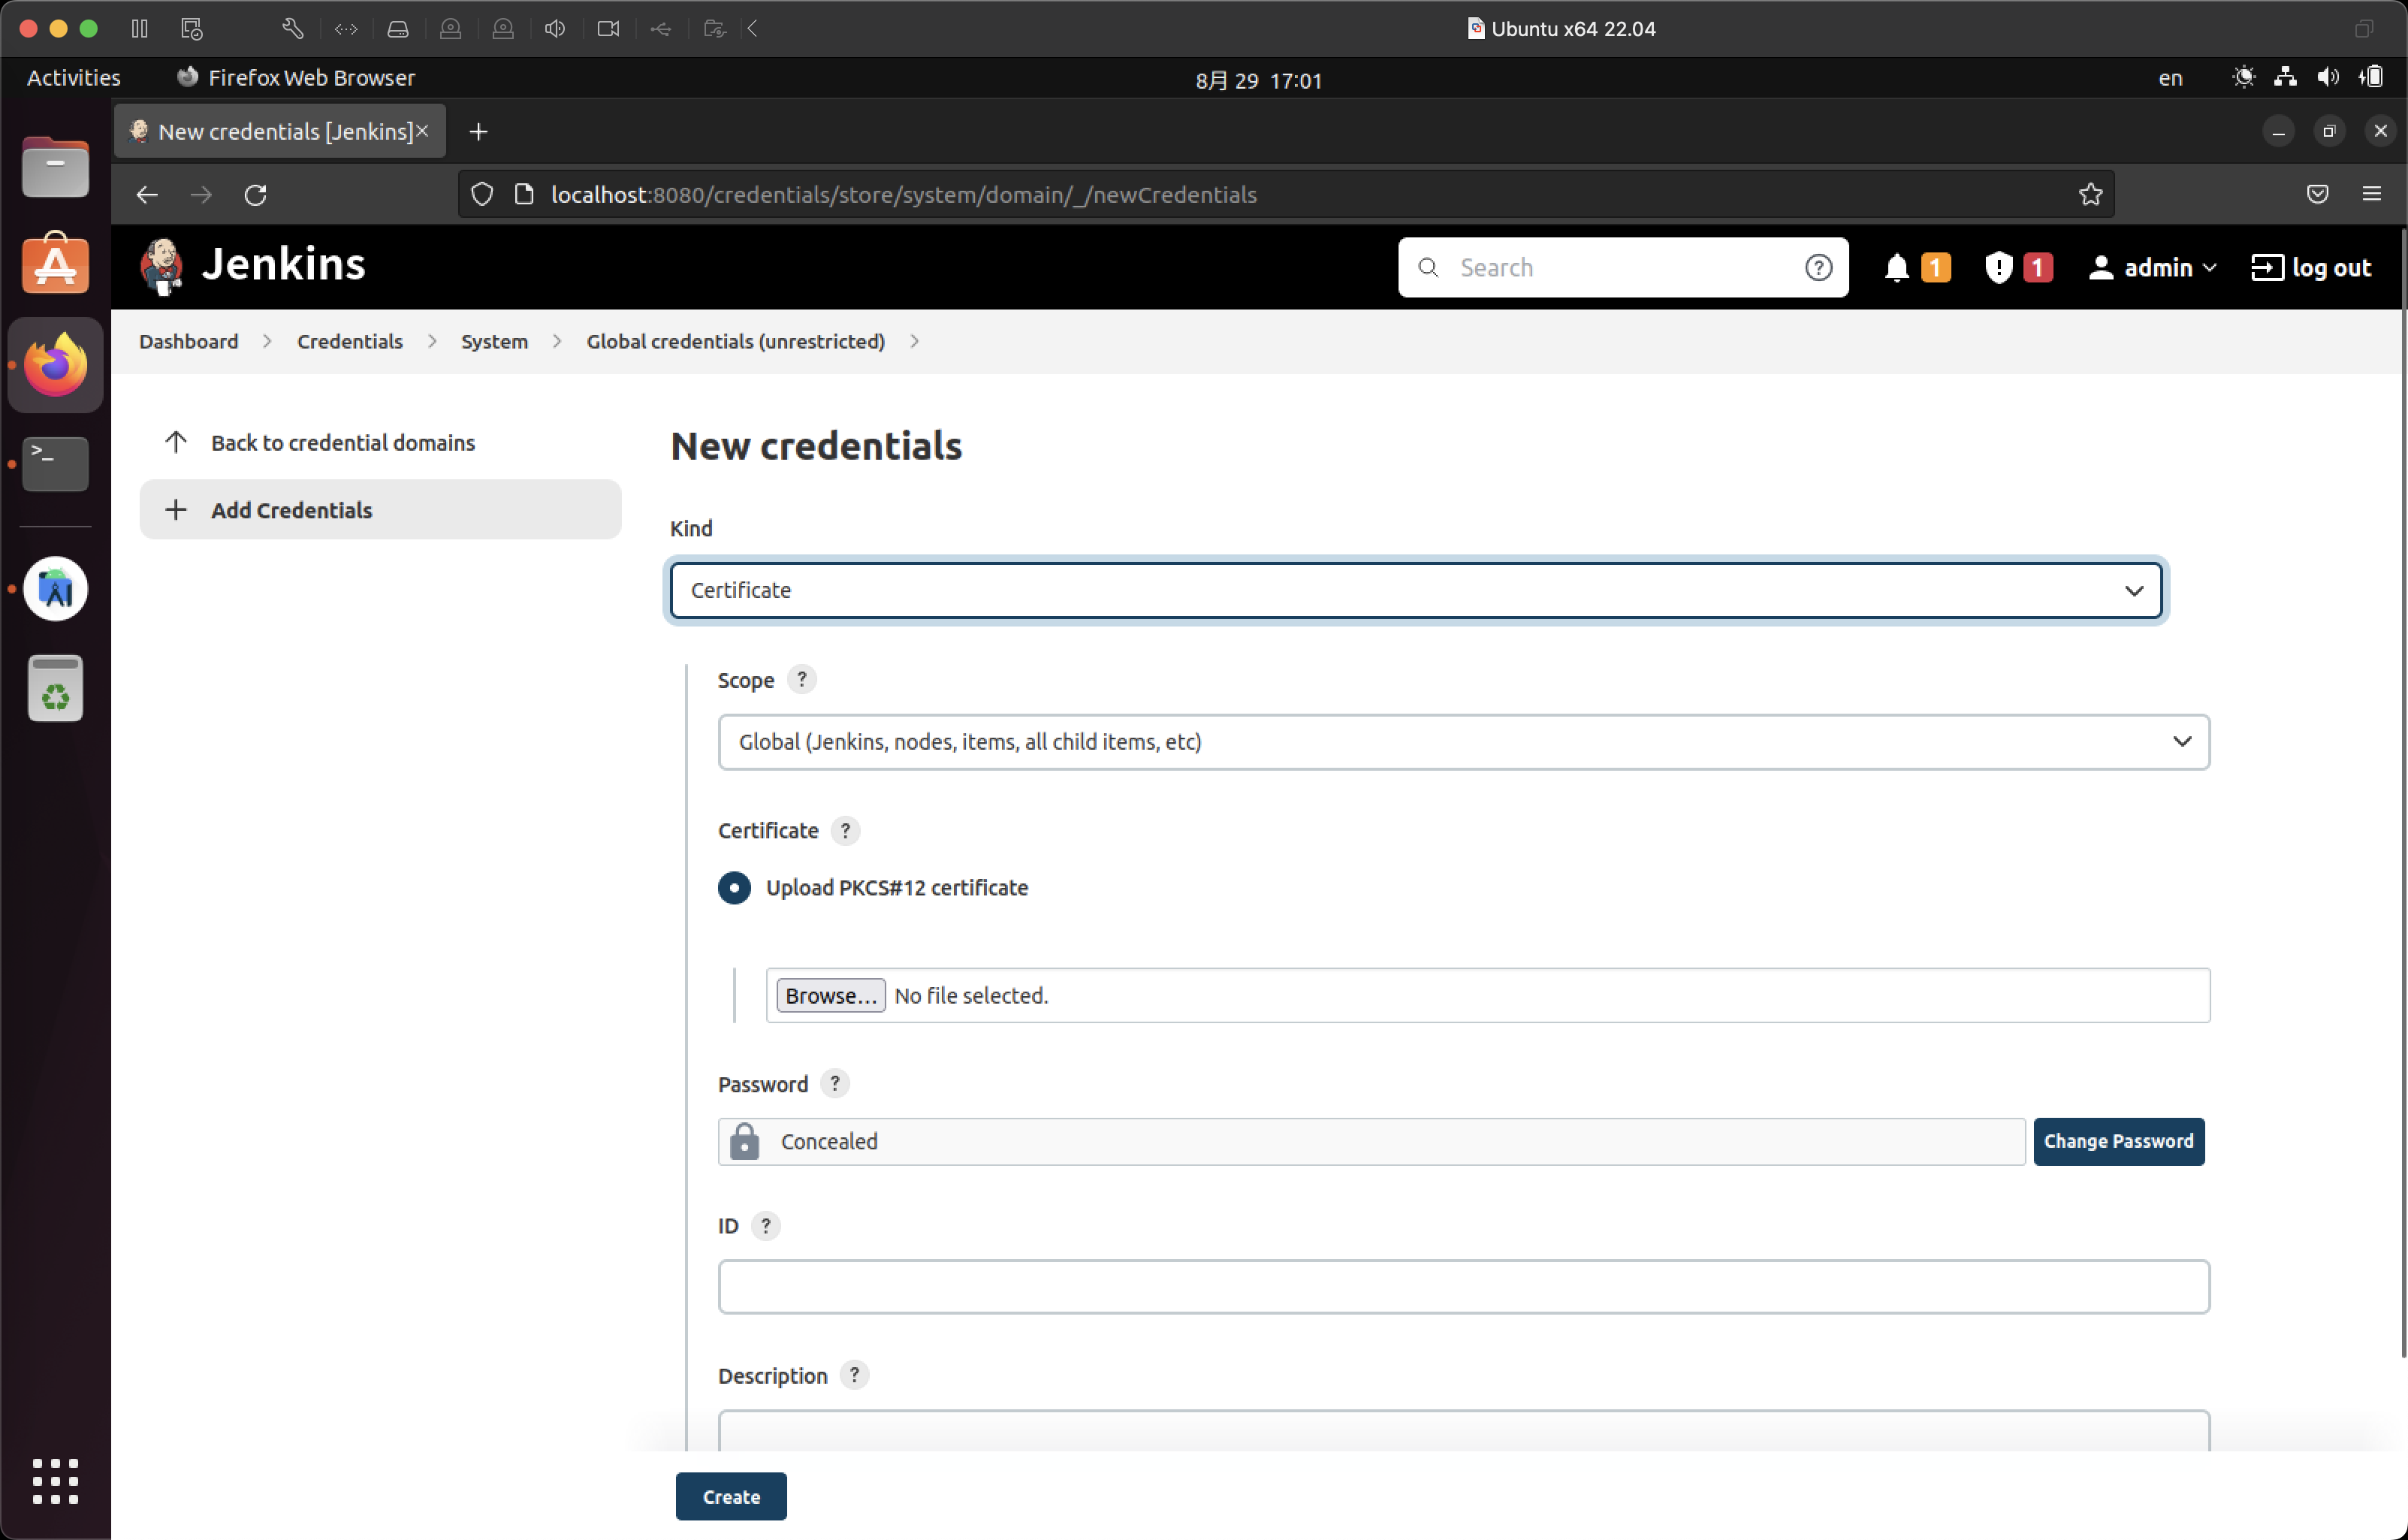 Ubuntu x64 22.04
Activities
Firefox Web Browser
8月 29 17:01
en
New credentials [Jenkins]
localhost:8080/credentials/store/system/domain/_/newCredentials
Jenkins
Search
1
1
admin
log out
Dashboard
Credentials
System
Global credentials (unrestricted)
Back to credential domains
Add Credentials
New credentials
Kind
Certificate
Scope ?
Global (Jenkins, nodes, items, all child items, etc)
Certificate ?
Upload PKCS#12 certificate
Browse... No file selected.
Password ?
Concealed
Change Password
ID ?
Description ?
Create